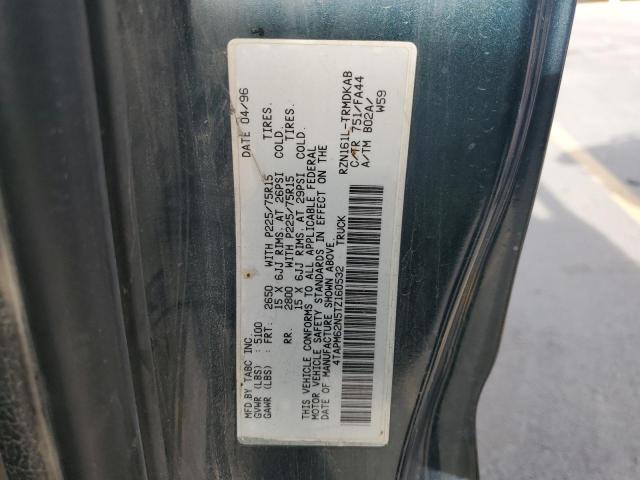 MFD BY TABC INC. DATE 04/96
GVWR (LBS) : 5100
GAWR (LBS) : FRT. 2650 WITH P225/75R15 TIRES.
15 X 6JJ RIMS. AT 26PSI COLD.
RR. 2800 WITH P225/75R15 TIRES.
15 X 6JJ RIMS. AT 29PSI COLD.
THIS VEHICLE CONFORMS TO ALL APPLICABLE FEDERAL
MOTOR VEHICLE SAFETY STANDARDS IN EFFECT ON THE
DATE OF MANUFACTURE SHOWN ABOVE.
4TAPM62N5TZ160532 TRUCK
RZN161L-TRMDKAB
C/TR 751/FA44
A/TM B02A/
W59